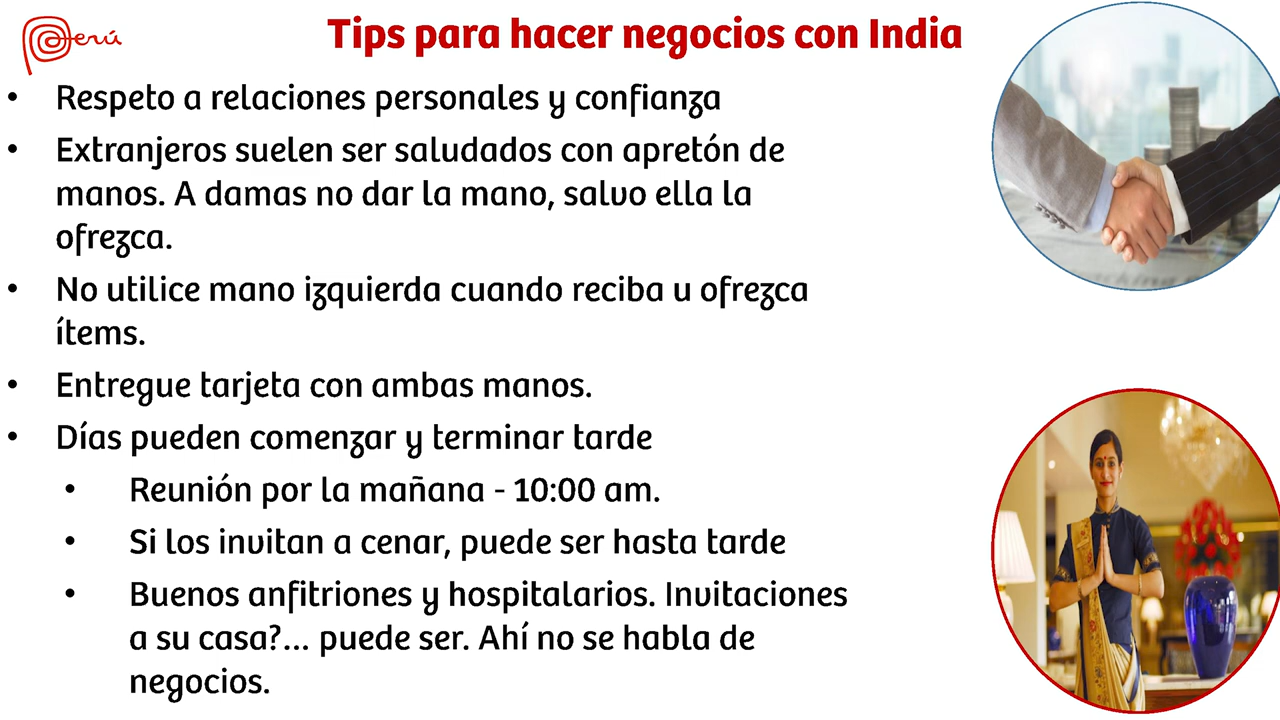 Perú
Tips para hacer negocios con India
• Respeto a relaciones personales y confianza
• Extranjeros suelen ser saludados con apretón de
manos. A damas no dar la mano, salvo ella la
ofrezca.
• No utilice mano izquierda cuando reciba u ofrezca
ítems.
• Entregue tarjeta con ambas manos.
• Días pueden comenzar y terminar tarde
• Reunión por la mañana - 10:00 am.
• Si los invitan a cenar, puede ser hasta tarde
• Buenos anfitriones y hospitalarios. Invitaciones
a su casa?... puede ser. Ahí no se habla de
negocios.